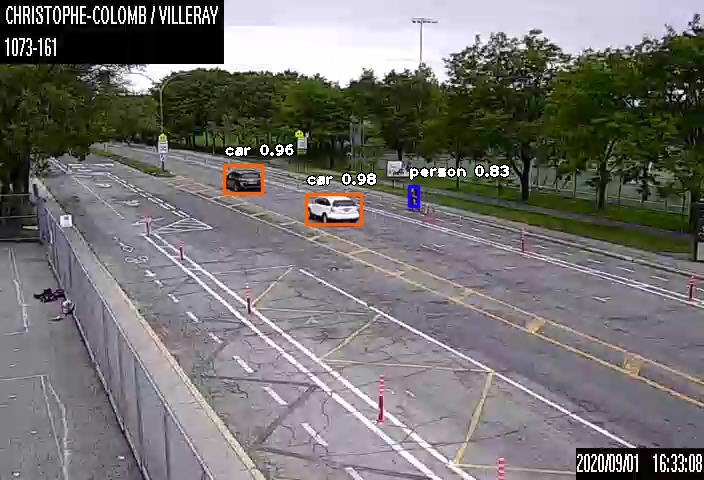 CHRISTOPHE-COLOMB / VILLERAY
1073-161
car 0.96
car 0.98
person 0.83
2020/09/01 16:33:08